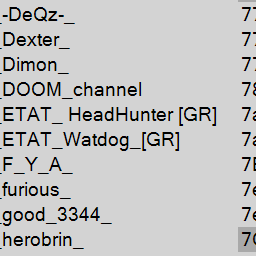 _-DeQz-_ 77
_Dexter_ 77
_Dimon_ 77
_DOOM_channel 78
_ETAT_ HeadHunter [GR] 7a
_ETAT_Watdog_[GR] 7a
_F_Y_A_ 7E
_furious_ 7e
_good_3344_ 7e
_herobrin_